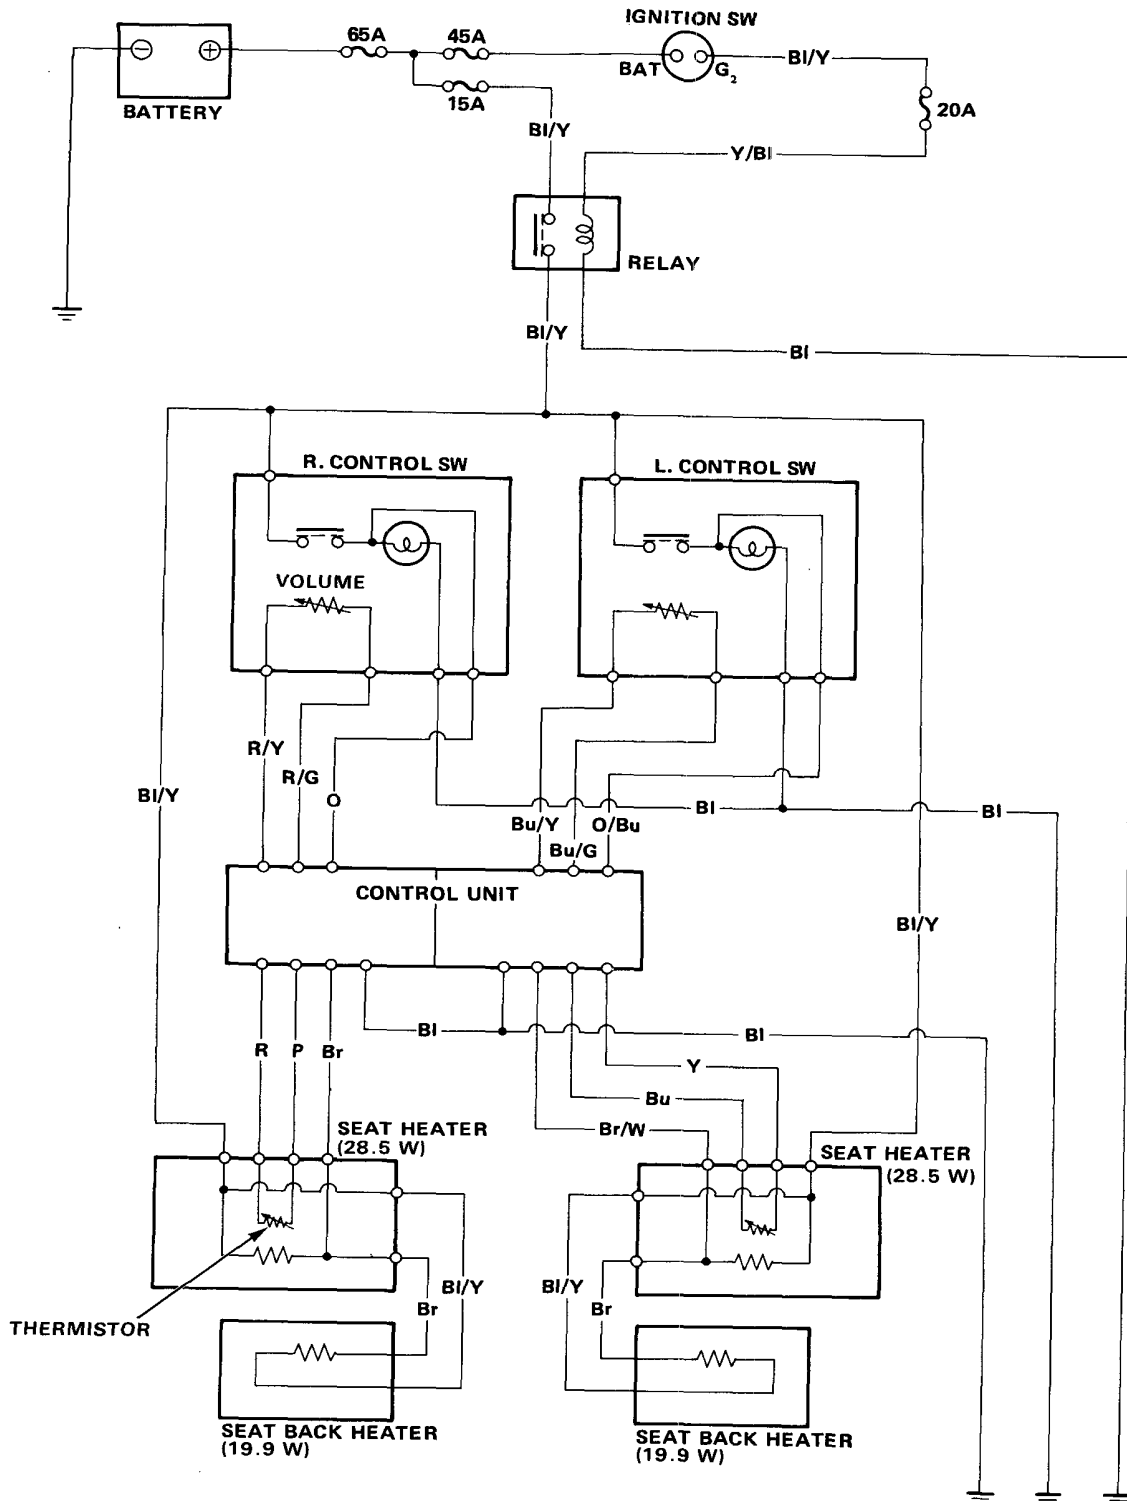 IGNITION SW
65A
45A
BAT
G₂
Bl/Y
BATTERY
15A
20A
Bl/Y
Y/Bl
RELAY
Bl/Y
Bl
R. CONTROL SW
L. CONTROL SW
VOLUME
R/Y
R/G
O
Bl/Y
Bu/Y
Bu/G
O/Bu
Bl
Bl
CONTROL UNIT
Bl/Y
R
P
Br
Bl
Bl
Y
Bu
Br/W
SEAT HEATER
(28.5 W)
SEAT HEATER
(28.5 W)
THERMISTOR
Br
Bl/Y
Bl/Y
Br
SEAT BACK HEATER
(19.9 W)
SEAT BACK HEATER
(19.9 W)